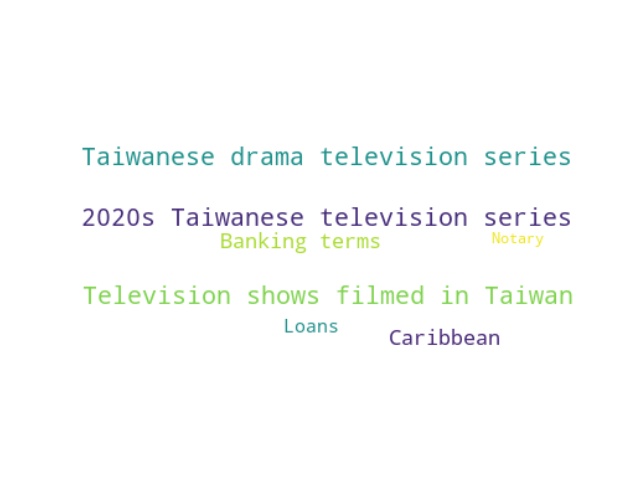 Taiwanese drama television series
2020s Taiwanese television series
Banking terms
Notary
Television shows filmed in Taiwan
Loans
Caribbean